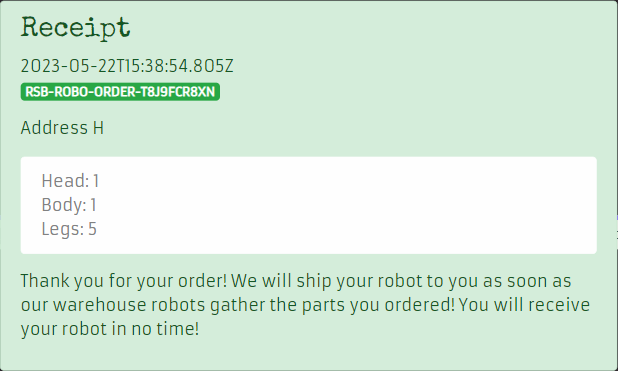 Receipt
2023-05-22T15:38:54.805Z
RSB-ROBO-ORDER-T8J9FCR8XN
Address H
Head: 1
Body: 1
Legs: 5
Thank you for your order! We will ship your robot to you as soon as
our warehouse robots gather the parts you ordered! You will receive
your robot in no time!